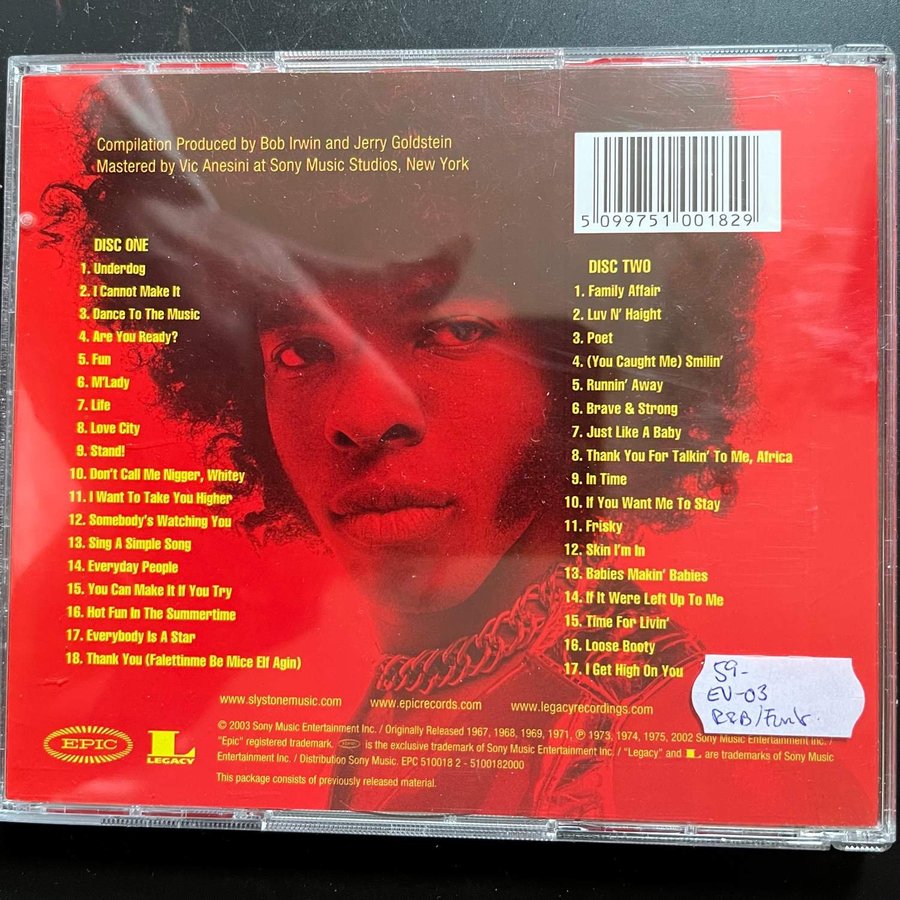 Compilation Produced by Bob Irwin and Jerry Goldstein
Mastered by Vic Anesini at Sony Music Studios, New York
5 099751 001829
DISC ONE
1. Underdog
2. I Cannot Make It
3. Dance To The Music
4. Are You Ready?
5. Fun
6. M'Lady
7. Life
8. Love City
9. Stand!
10. Don't Call Me Nigger, Whitey
11. I Want To Take You Higher
12. Somebody's Watching You
13. Sing A Simple Song
14. Everyday People
15. You Can Make It If You Try
16. Hot Fun In The Summertime
17. Everybody Is A Star
18. Thank You (Falettinme Be Mice Elf Agin)
DISC TWO
1. Family Affair
2. Luv N' Haight
3. Poet
4. (You Caught Me) Smilin'
5. Runnin' Away
6. Brave & Strong
7. Just Like A Baby
8. Thank You For Talkin' To Me, Africa
9. In Time
10. If You Want Me To Stay
11. Frisky
12. Skin I'm In
13. Babies Makin' Babies
14. If It Were Left Up To Me
15. Time For Livin'
16. Loose Booty
17. I Get High On You
59-
EU-03
R&B/Funk
www.slystonemusic.com www.epicrecords.com www.legacyrecordings.com
EPIC
L
LEGACY
© 2003 Sony Music Entertainment Inc. / Originally Released 1967, 1968, 1969, 1971, ℗ 1973, 1974, 1975, 2002 Sony Music Entertainment Inc. /
"Epic" registered trademark. is the exclusive trademark of Sony Music Entertainment Inc. / "Legacy" and L are trademarks of Sony Music
Entertainment Inc. / Distribution Sony Music. EPC 510018 2 - 5100182000
This package consists of previously released material.